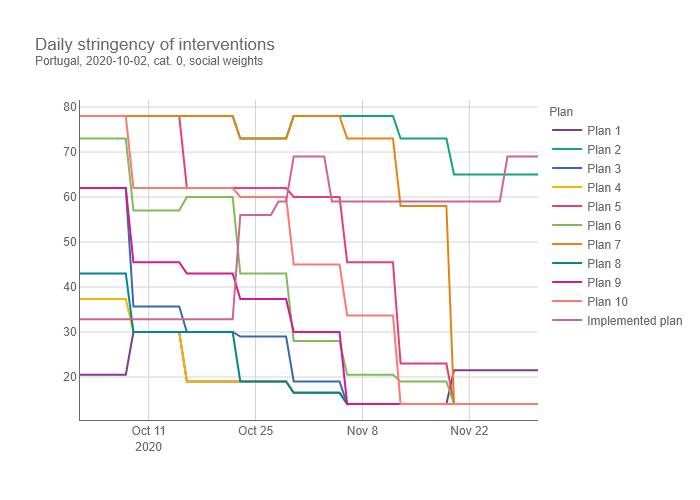 Daily stringency of interventions
Portugal, 2020-10-02, cat. 0, social weights
80
70
60
50
40
30
20
Oct 11
2020
Oct 25
Nov 8
Nov 22
Plan
Plan 1
Plan 2
Plan 3
Plan 4
Plan 5
Plan 6
Plan 7
Plan 8
Plan 9
Plan 10
Implemented plan